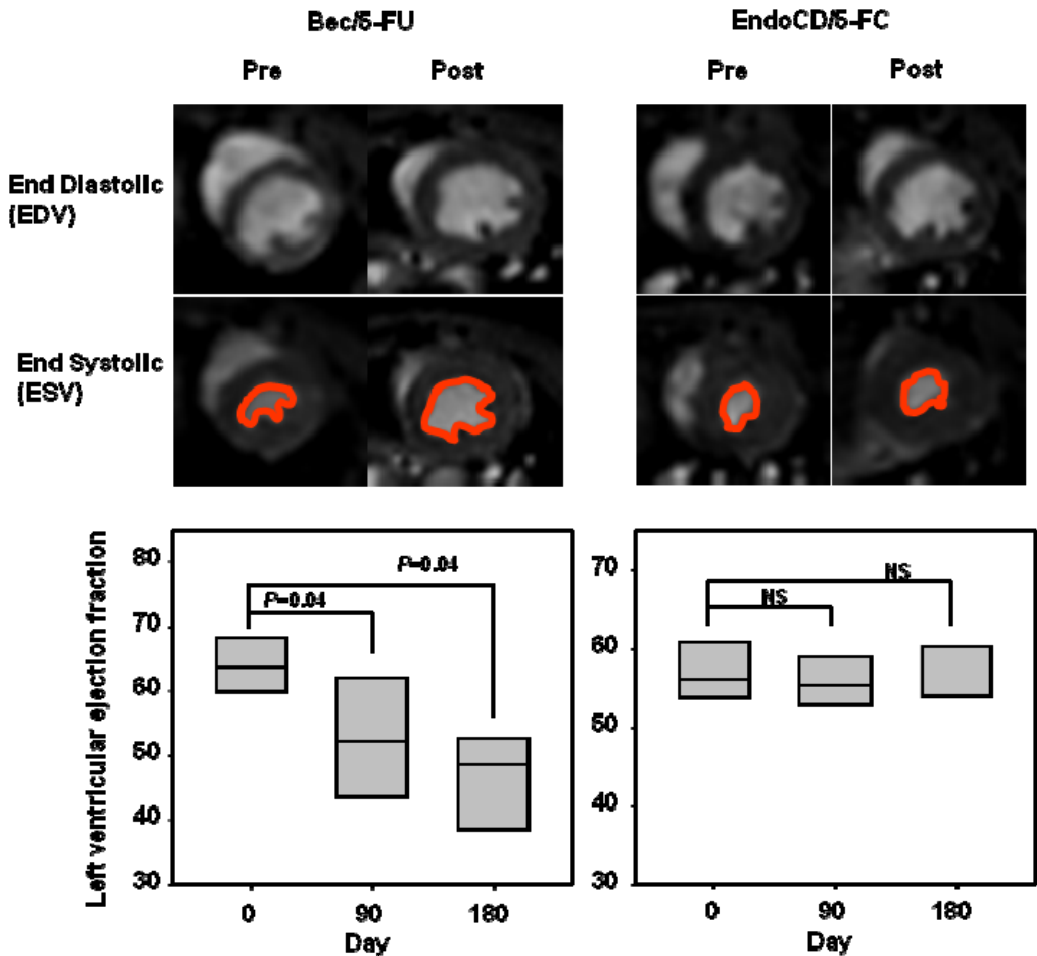 Bec/5-FU
EndoCD/5-FC
Pre
Post
Pre
Post
End Diastolic
(EDV)
End Systolic
(ESV)
Left ventricular ejection fraction
80
70
60
50
40
30
P=0.04
P=0.04
0
90
180
Day
70
60
50
40
30
NS
NS
0
90
180
Day